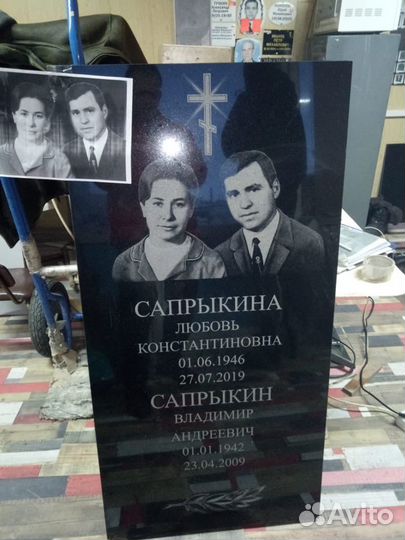 САПРЫКИНА
ЛЮБОВЬ
КОНСТАНТИНОВНА
01.06.1946
27.07.2019
САПРЫКИН
ВЛАДИМИР
АНДРЕЕВИЧ
01.01.1942
23.04.2009
Avito